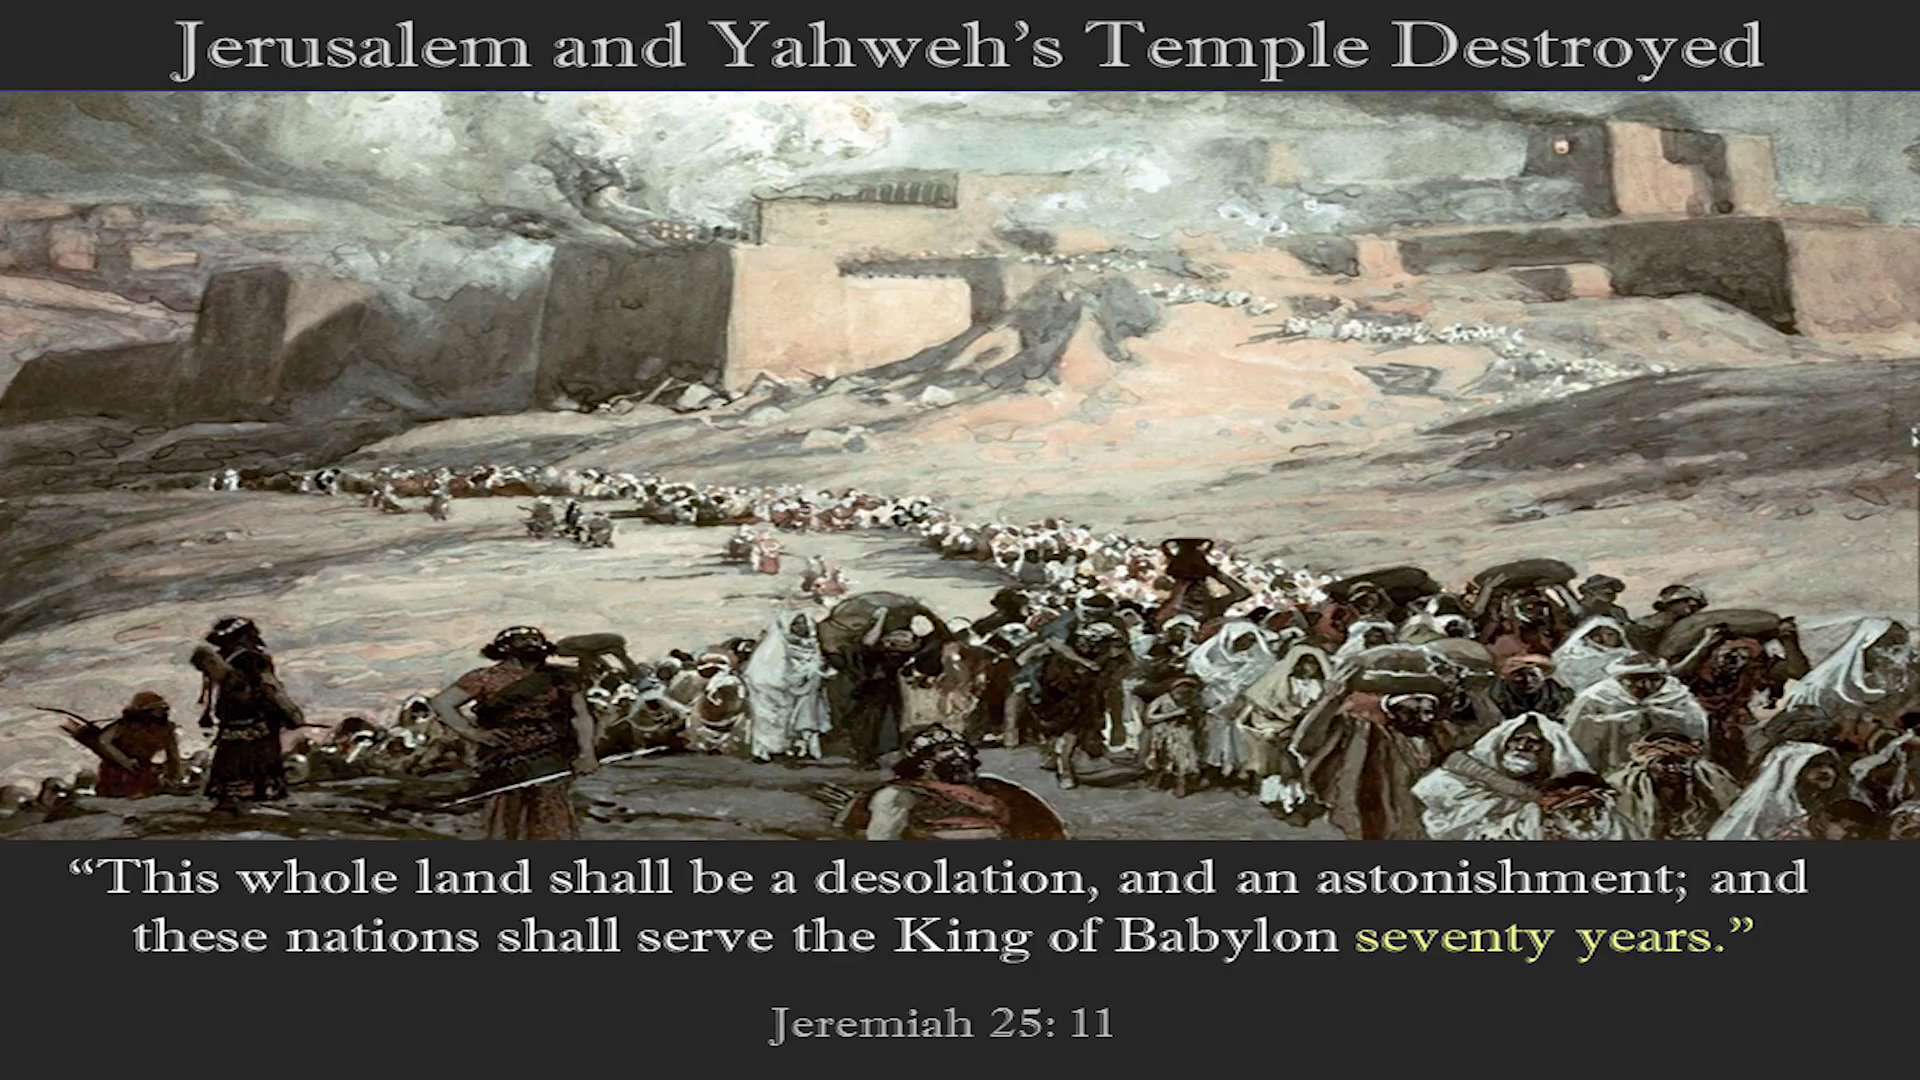 Jerusalem and Yahweh’s Temple Destroyed
“This whole land shall be a desolation, and an astonishment; and
these nations shall serve the King of Babylon seventy years.”
Jeremiah 25: 11